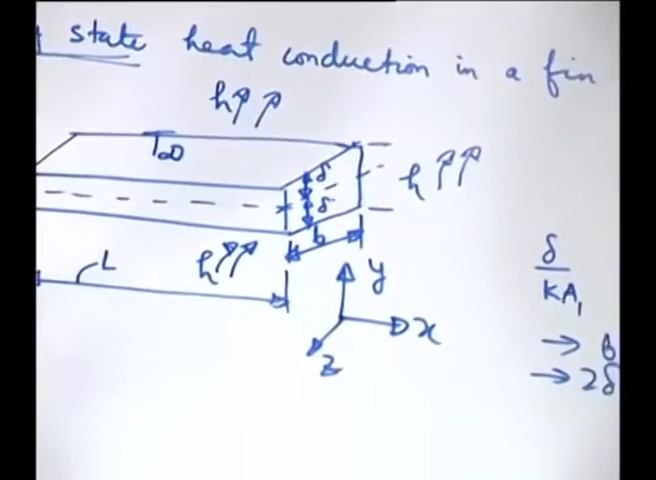 state heat conduction in a fin
h
T∞
δ
h
δ
b
h
L
y
x
z
δ
KA₁
→ b
→ 2δ